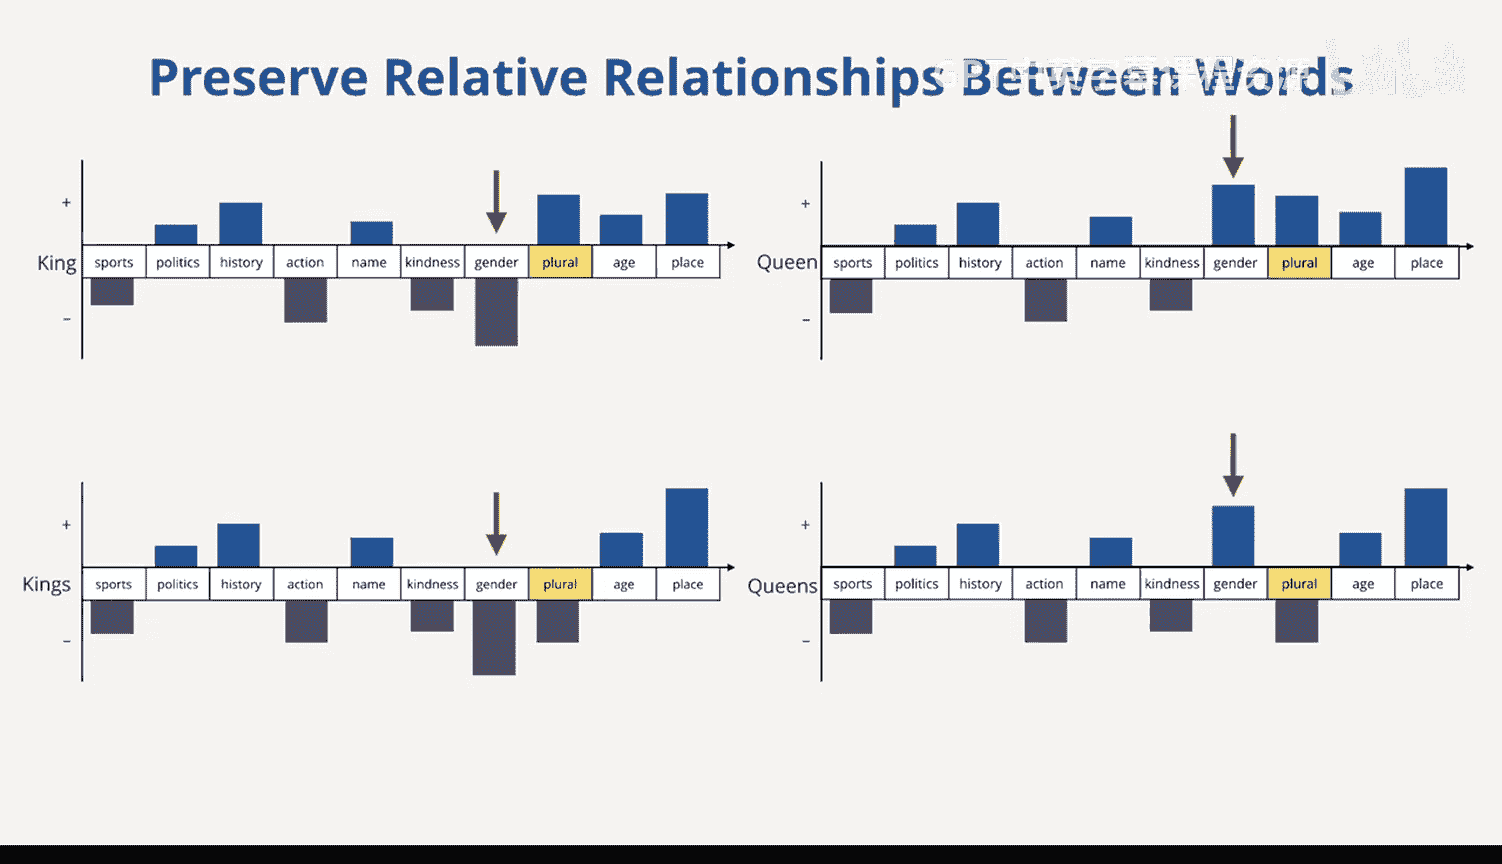 Preserve Relative Relationships Between Words
+
King sports politics history action name kindness gender plural age place
–
+
Queen sports politics history action name kindness gender plural age place
–
+
Kings sports politics history action name kindness gender plural age place
–
+
Queens sports politics history action name kindness gender plural age place
–